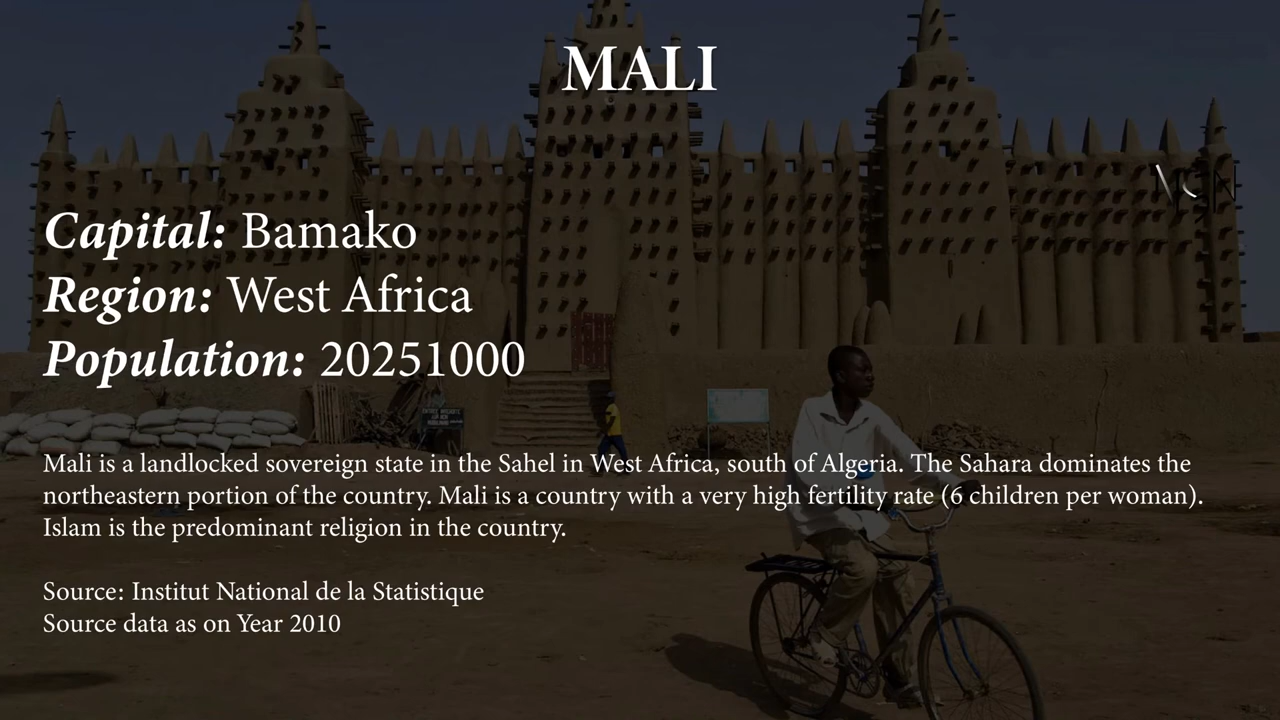 MALI
Capital: Bamako
Region: West Africa
Population: 20251000
Mali is a landlocked sovereign state in the Sahel in West Africa, south of Algeria. The Sahara dominates the
northeastern portion of the country. Mali is a country with a very high fertility rate (6 children per woman).
Islam is the predominant religion in the country.
Source: Institut National de la Statistique
Source data as on Year 2010